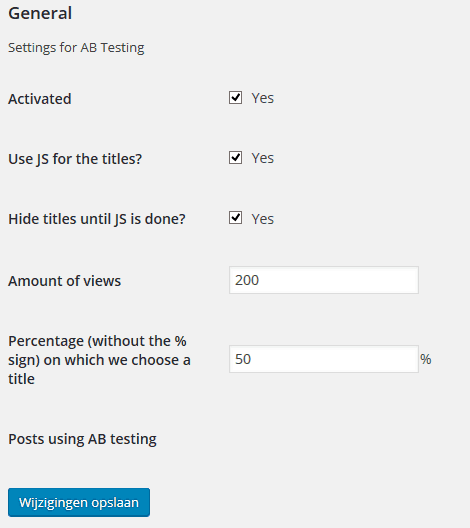 General
Settings for AB Testing
Activated Yes
Use JS for the titles? Yes
Hide titles until JS is done? Yes
Amount of views 200
Percentage (without the %
sign) on which we choose a 50 %
title
Posts using AB testing
Wijzigingen opslaan